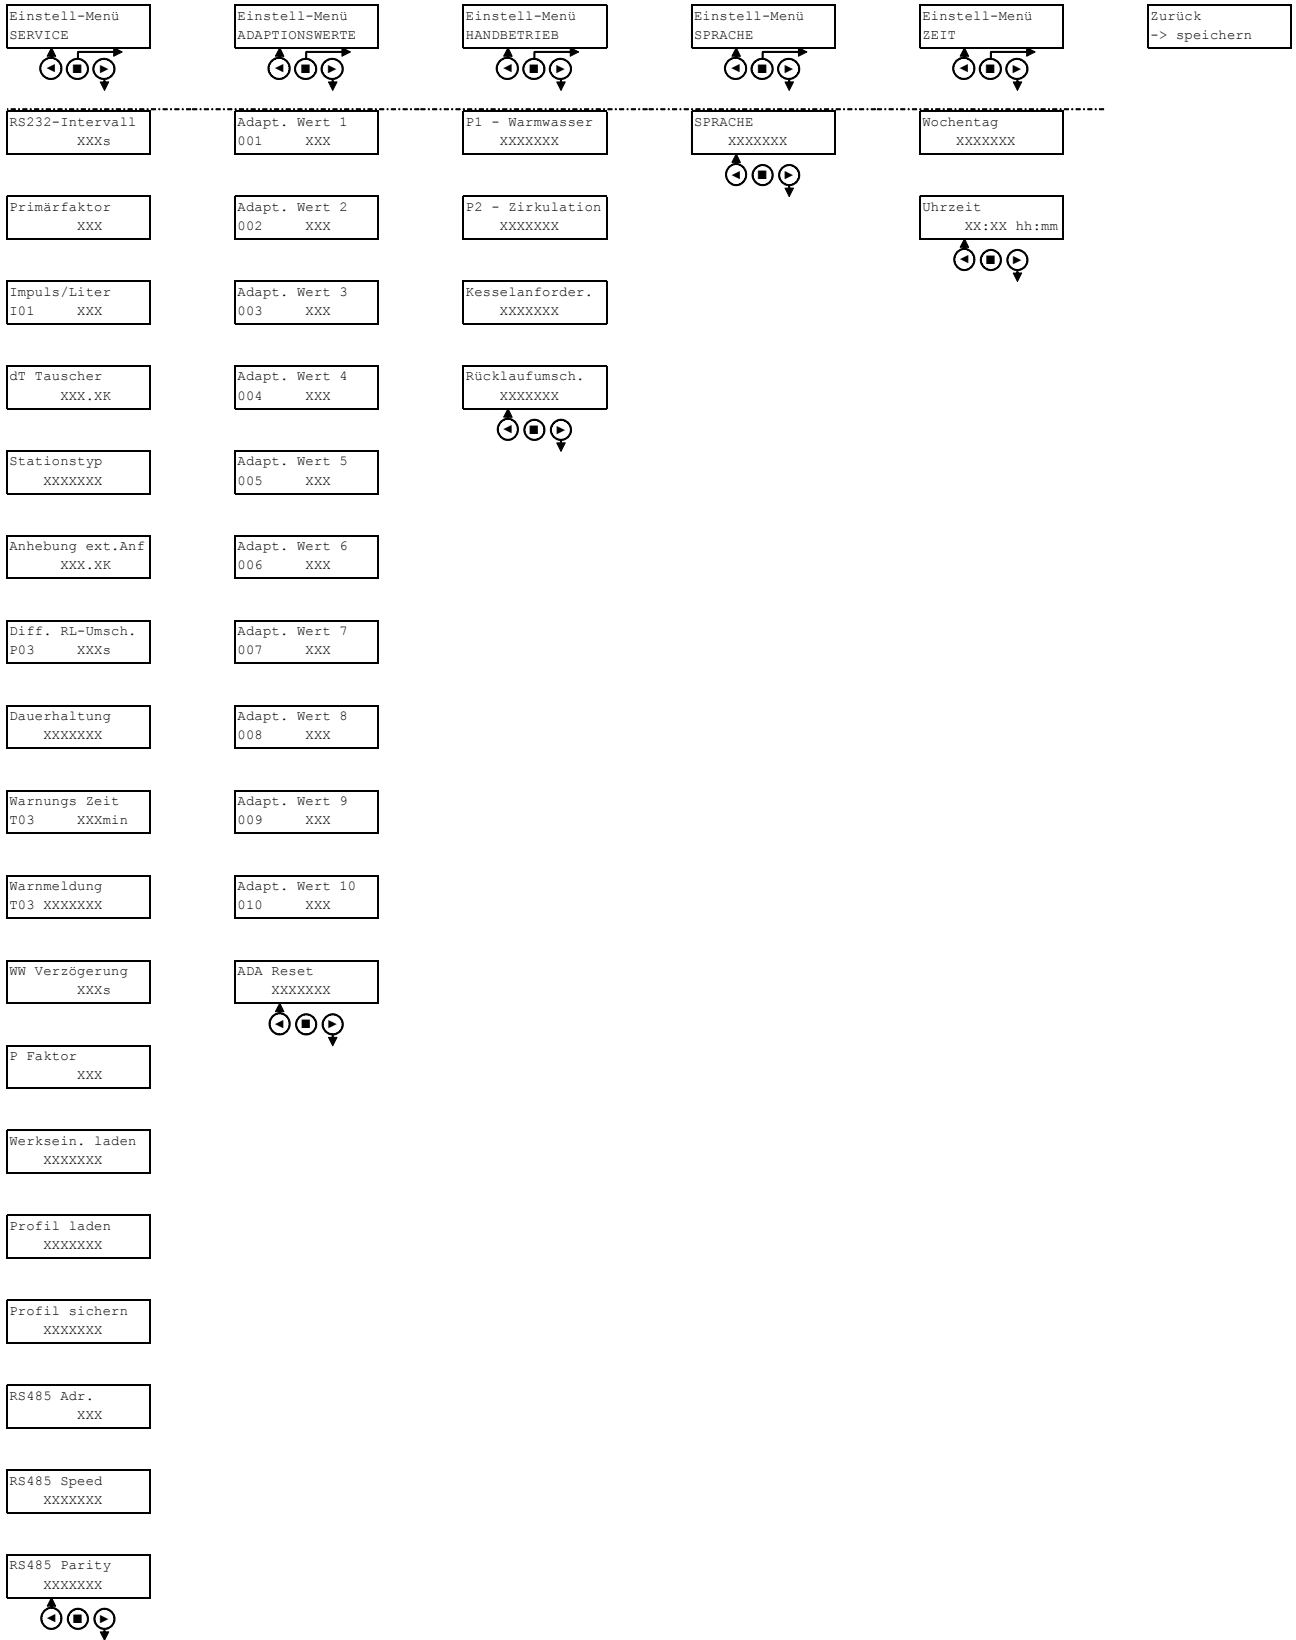 Einstell-Menü
SERVICE
RS232-Intervall
XXXs
Primärfaktor
XXX
Impuls/Liter
I01 XXX
dT Tauscher
XXX.XK
Stationstyp
XXXXXXX
Anhebung ext.Anf
XXX.XK
Diff. RL-Umsch.
P03 XXXs
Dauerhaltung
XXXXXXX
Warnungs Zeit
T03 XXXmin
Warnmeldung
T03 XXXXXXX
WW Verzögerung
XXXs
P Faktor
XXX
Werksein. laden
XXXXXXX
Profil laden
XXXXXXX
Profil sichern
XXXXXXX
RS485 Adr.
XXX
RS485 Speed
XXXXXXX
RS485 Parity
XXXXXXX
Einstell-Menü
ADAPTIONSWERTE
Adapt. Wert 1
001 XXX
Adapt. Wert 2
002 XXX
Adapt. Wert 3
003 XXX
Adapt. Wert 4
004 XXX
Adapt. Wert 5
005 XXX
Adapt. Wert 6
006 XXX
Adapt. Wert 7
007 XXX
Adapt. Wert 8
008 XXX
Adapt. Wert 9
009 XXX
Adapt. Wert 10
010 XXX
ADA Reset
XXXXXXX
Einstell-Menü
HANDBETRIEB
P1 - Warmwasser
XXXXXXX
P2 - Zirkulation
XXXXXXX
Kesselanforder.
XXXXXXX
Rücklaufumsch.
XXXXXXX
Einstell-Menü
SPRACHE
SPRACHE
XXXXXXX
Einstell-Menü
ZEIT
Wochentag
XXXXXXX
Uhrzeit
XX:XX hh:mm
Zurück
-> speichern